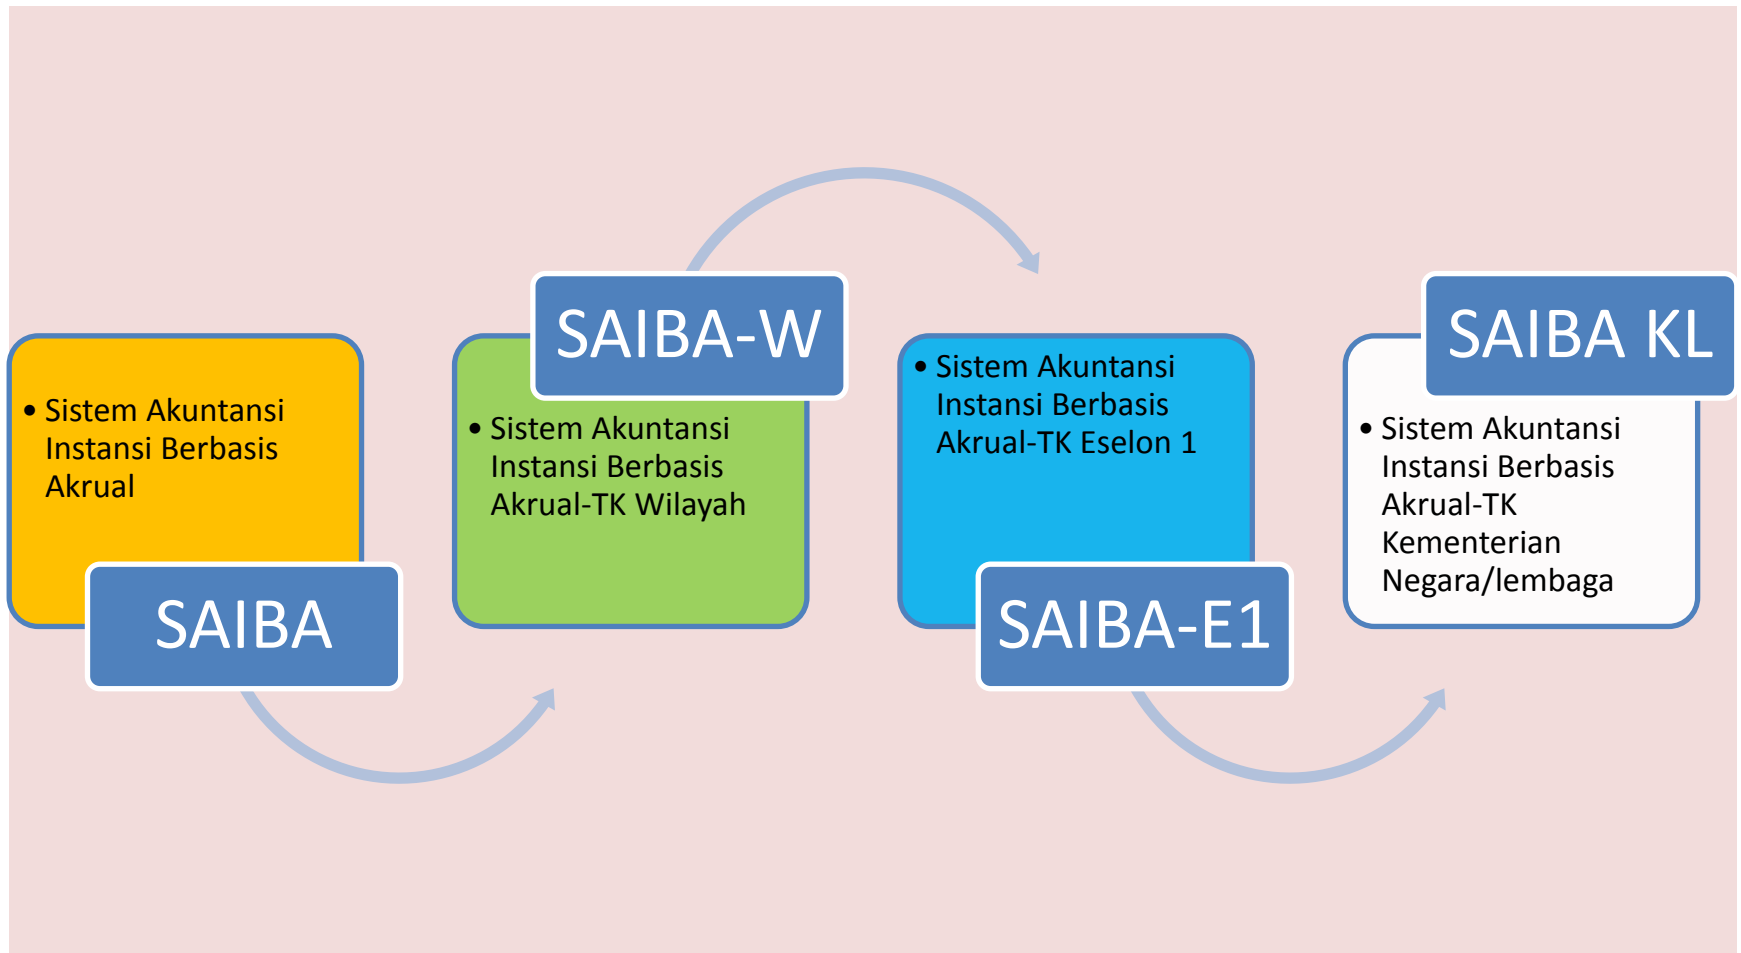 • Sistem Akuntansi
Instansi Berbasis
Akrual
SAIBA
SAIBA-W
• Sistem Akuntansi
Instansi Berbasis
Akrual-TK Wilayah
• Sistem Akuntansi
Instansi Berbasis
Akrual-TK Eselon 1
SAIBA-E1
SAIBA KL
• Sistem Akuntansi
Instansi Berbasis
Akrual-TK
Kementerian
Negara/lembaga